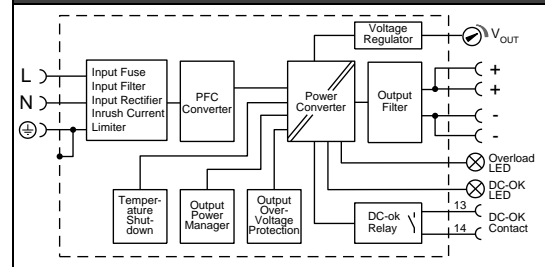 Voltage
Regulator
VOUT
L
N
Input Fuse
Input Filter
Input Rectifier
Inrush Current
Limiter
PFC
Converter
Power
Converter
Output
Filter
+
+
-
-
Overload
LED
DC-OK
LED
Temper-
ature
Shut-
down
Output
Power
Manager
Output
Over-
Voltage
Protection
DC-ok
Relay
13
14
DC-OK
Contact